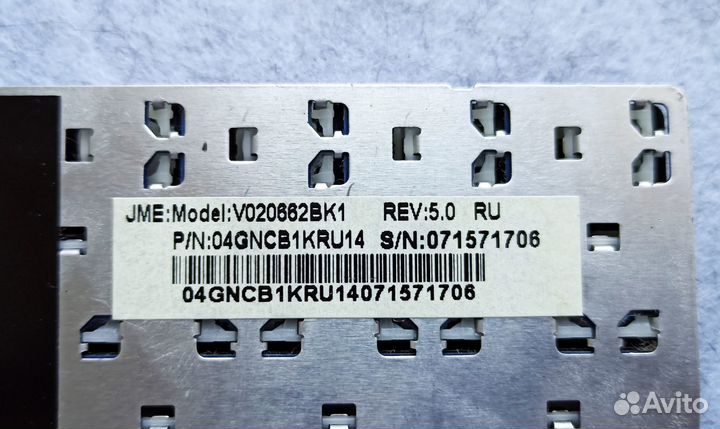 JME:Model:V020662BK1 REV:5.0 RU
P/N:04GNCB1KRU14 S/N:071571706
04GNCB1KRU14071571706
Avito